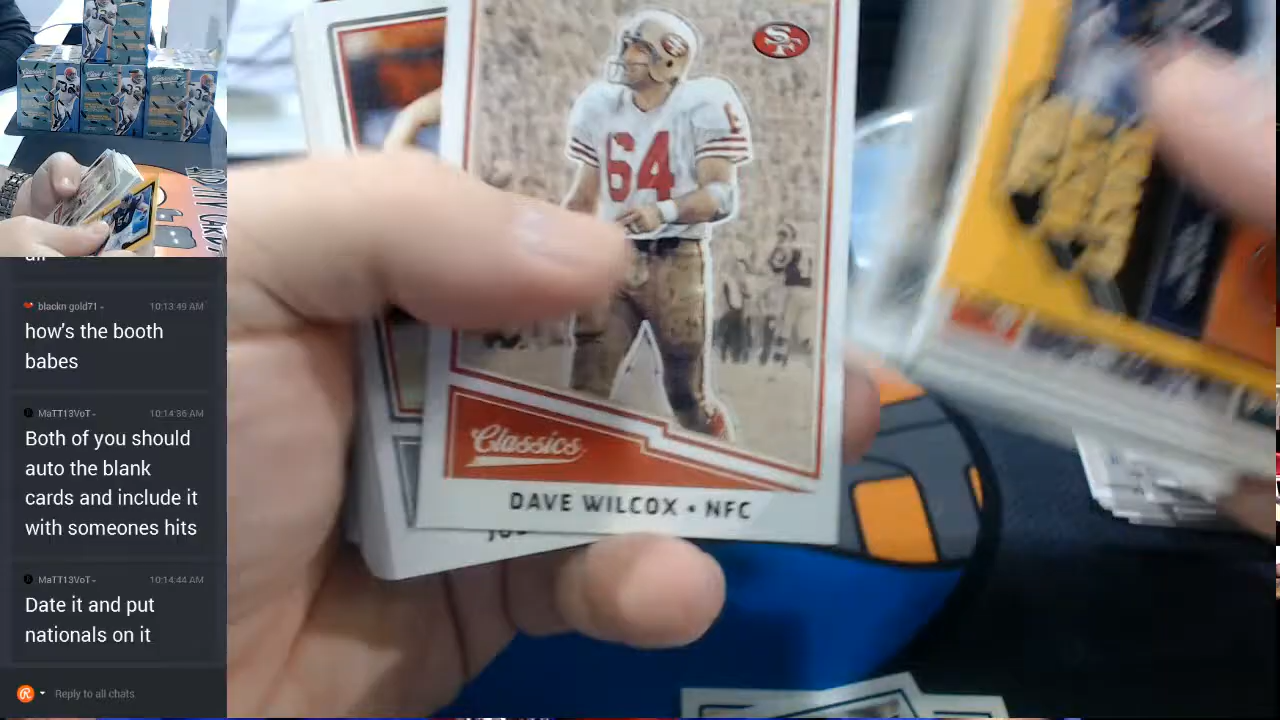 blackn gold71
10:13:49 AM
how's the booth
babes
MaTT13VoT
10:14:36 AM
Both of you should
auto the blank
cards and include it
with someones hits
MaTT13VoT
10:14:44 AM
Date it and put
nationals on it
Reply to all chats
SF
64
Classics
DAVE WILCOX • NFC